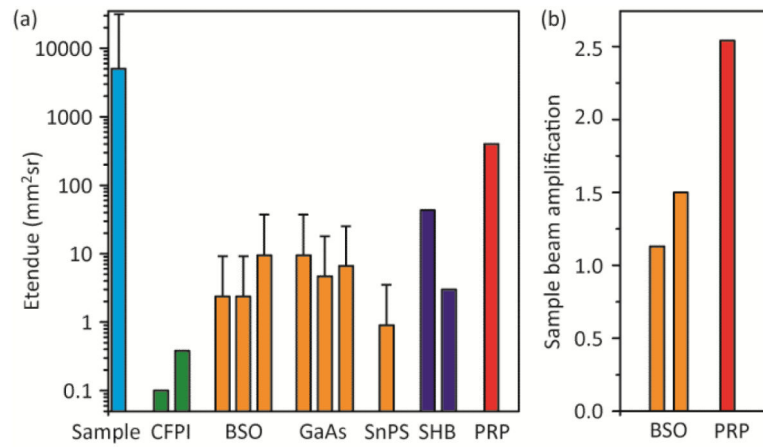 (a)
Etendue (mm²sr)
10000
1000
100
10
1
0.1
Sample CFPI BSO GaAs SnPS SHB PRP
(b)
Sample beam amplification
2.5
2.0
1.5
1.0
0.5
0.0
BSO PRP